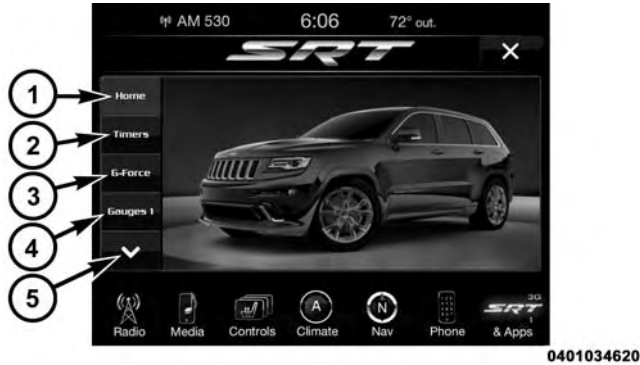 AM 530 6:06 72° out.
SRT
X
1 Home
2 Timers
3 G-Force
4 Gauges 1
5
Radio Media Controls A Climate N Nav Phone 3G SRT & Apps
0401034620